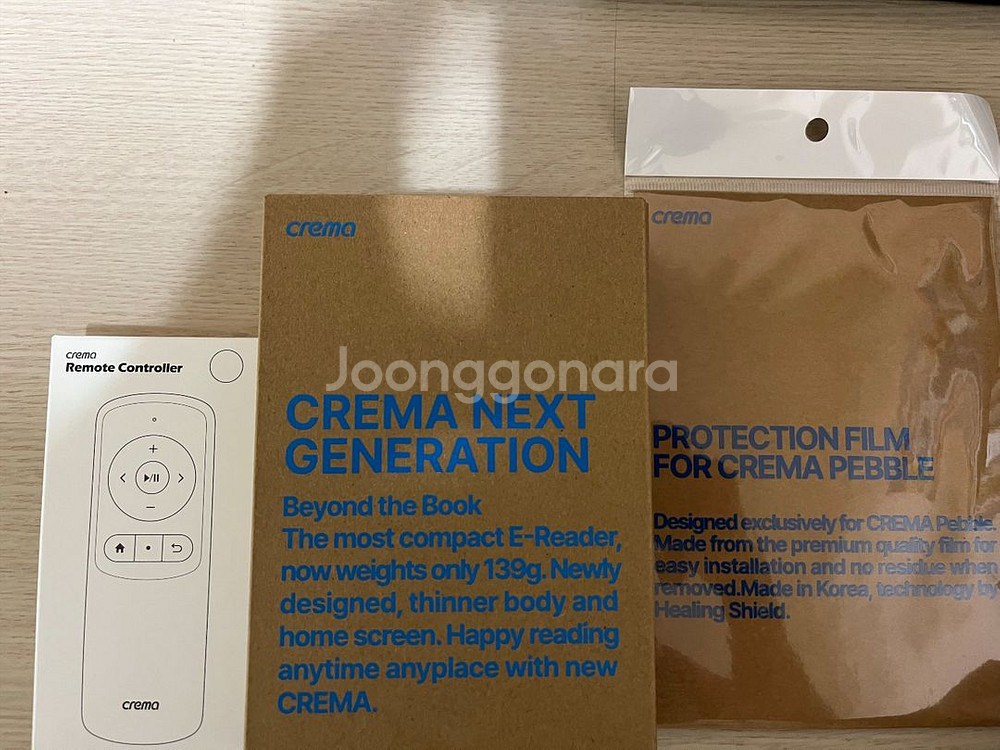 crema
Remote Controller
crema
crema
CREMA NEXT
GENERATION
Beyond the Book
The most compact E-Reader,
now weights only 139g. Newly
designed, thinner body and
home screen. Happy reading
anytime anyplace with new
CREMA.
crema
PROTECTION FILM
FOR CREMA PEBBLE
Designed exclusively for CREMA Pebble.
Made from the premium quality film for
easy installation and no residue when
removed.Made in Korea, technology by
Healing Shield.
Joonggonara